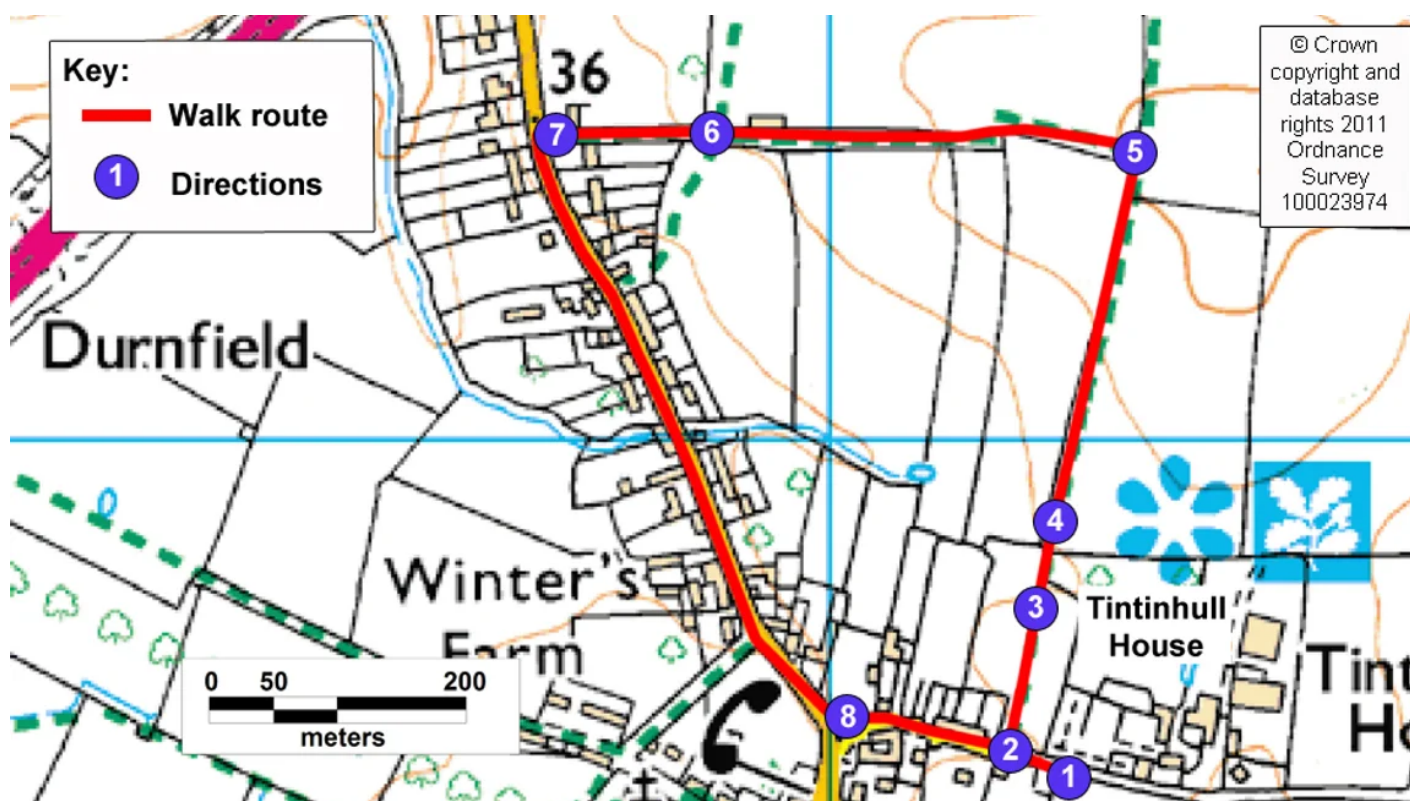 Key:
Walk route
1
Directions
36
© Crown
copyright and
database
rights 2011
Ordnance
Survey
100023974
7
6
5
Durnfield
4
Winter's
Farm
3
Tintinhull
House
Tint
Ho
0 50 200
meters
8
2
1